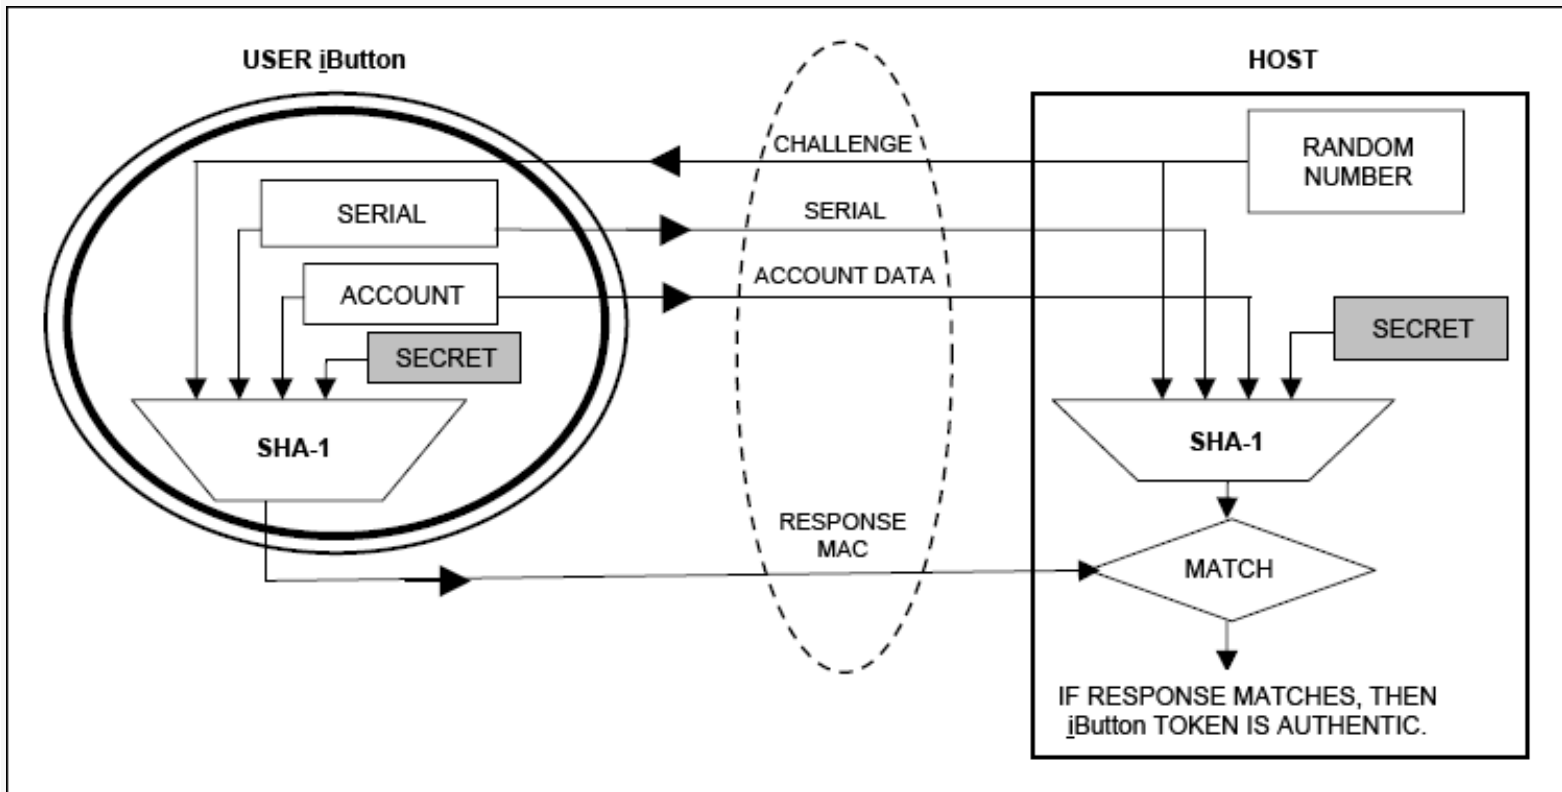 USER iButton
HOST
CHALLENGE
RANDOM
NUMBER
SERIAL
SERIAL
ACCOUNT DATA
ACCOUNT
SECRET
SECRET
SHA-1
SHA-1
RESPONSE
MAC
MATCH
IF RESPONSE MATCHES, THEN
iButton TOKEN IS AUTHENTIC.